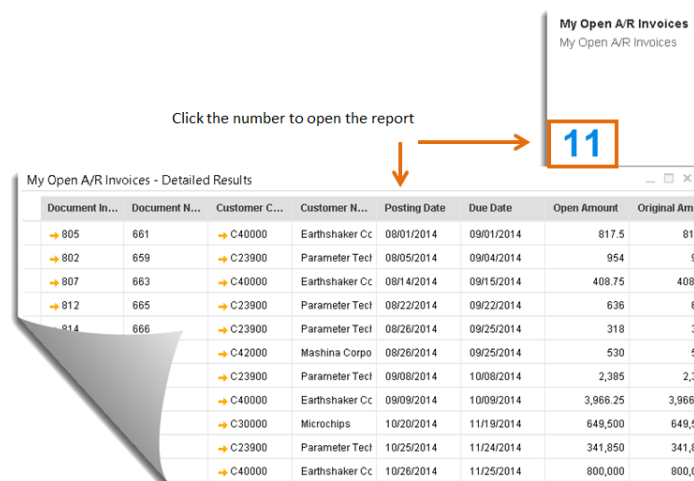 My Open A/R Invoices
My Open A/R Invoices
Click the number to open the report
11
My Open A/R Invoices - Detailed Results
Document In... Document N... Customer C... Customer N... Posting Date Due Date Open Amount Original Am
805 661 C40000 Earthshaker Cc 08/01/2014 09/01/2014 817.5 81
802 659 C23900 Parameter Tech 08/05/2014 09/04/2014 954
807 663 C40000 Earthshaker Cc 08/14/2014 09/15/2014 408.75 408
812 665 C23900 Parameter Tech 08/22/2014 09/22/2014 636
814 666 C23900 Parameter Tech 08/26/2014 09/25/2014 318
C42000 Mashina Corpo 08/26/2014 09/25/2014 530
C23900 Parameter Tech 09/08/2014 10/08/2014 2,385 2,3
C40000 Earthshaker Cc 09/09/2014 10/09/2014 3,966.25 3,966
C30000 Microchips 10/20/2014 11/19/2014 649,500 649,5
C23900 Parameter Tech 10/25/2014 11/24/2014 341,850 341,8
C40000 Earthshaker Cc 10/26/2014 11/25/2014 800,000 800,0